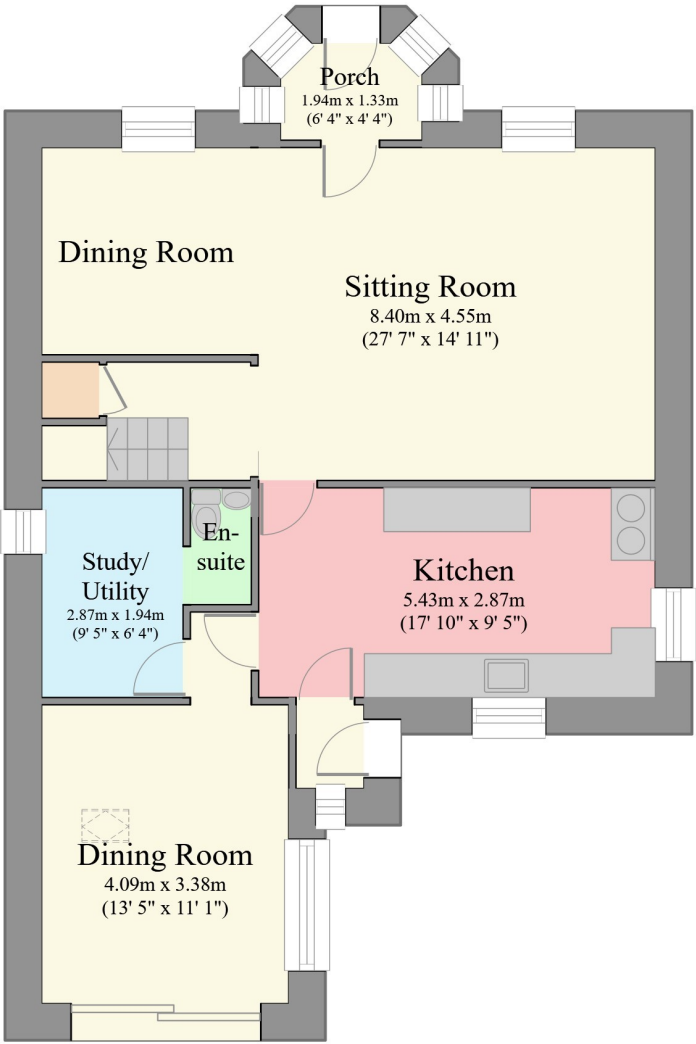 Porch
1.94m x 1.33m
(6' 4" x 4' 4")
Dining Room
Sitting Room
8.40m x 4.55m
(27' 7" x 14' 11")
En-
suite
Study/
Utility
2.87m x 1.94m
(9' 5" x 6' 4")
Kitchen
5.43m x 2.87m
(17' 10" x 9' 5")
Dining Room
4.09m x 3.38m
(13' 5" x 11' 1")